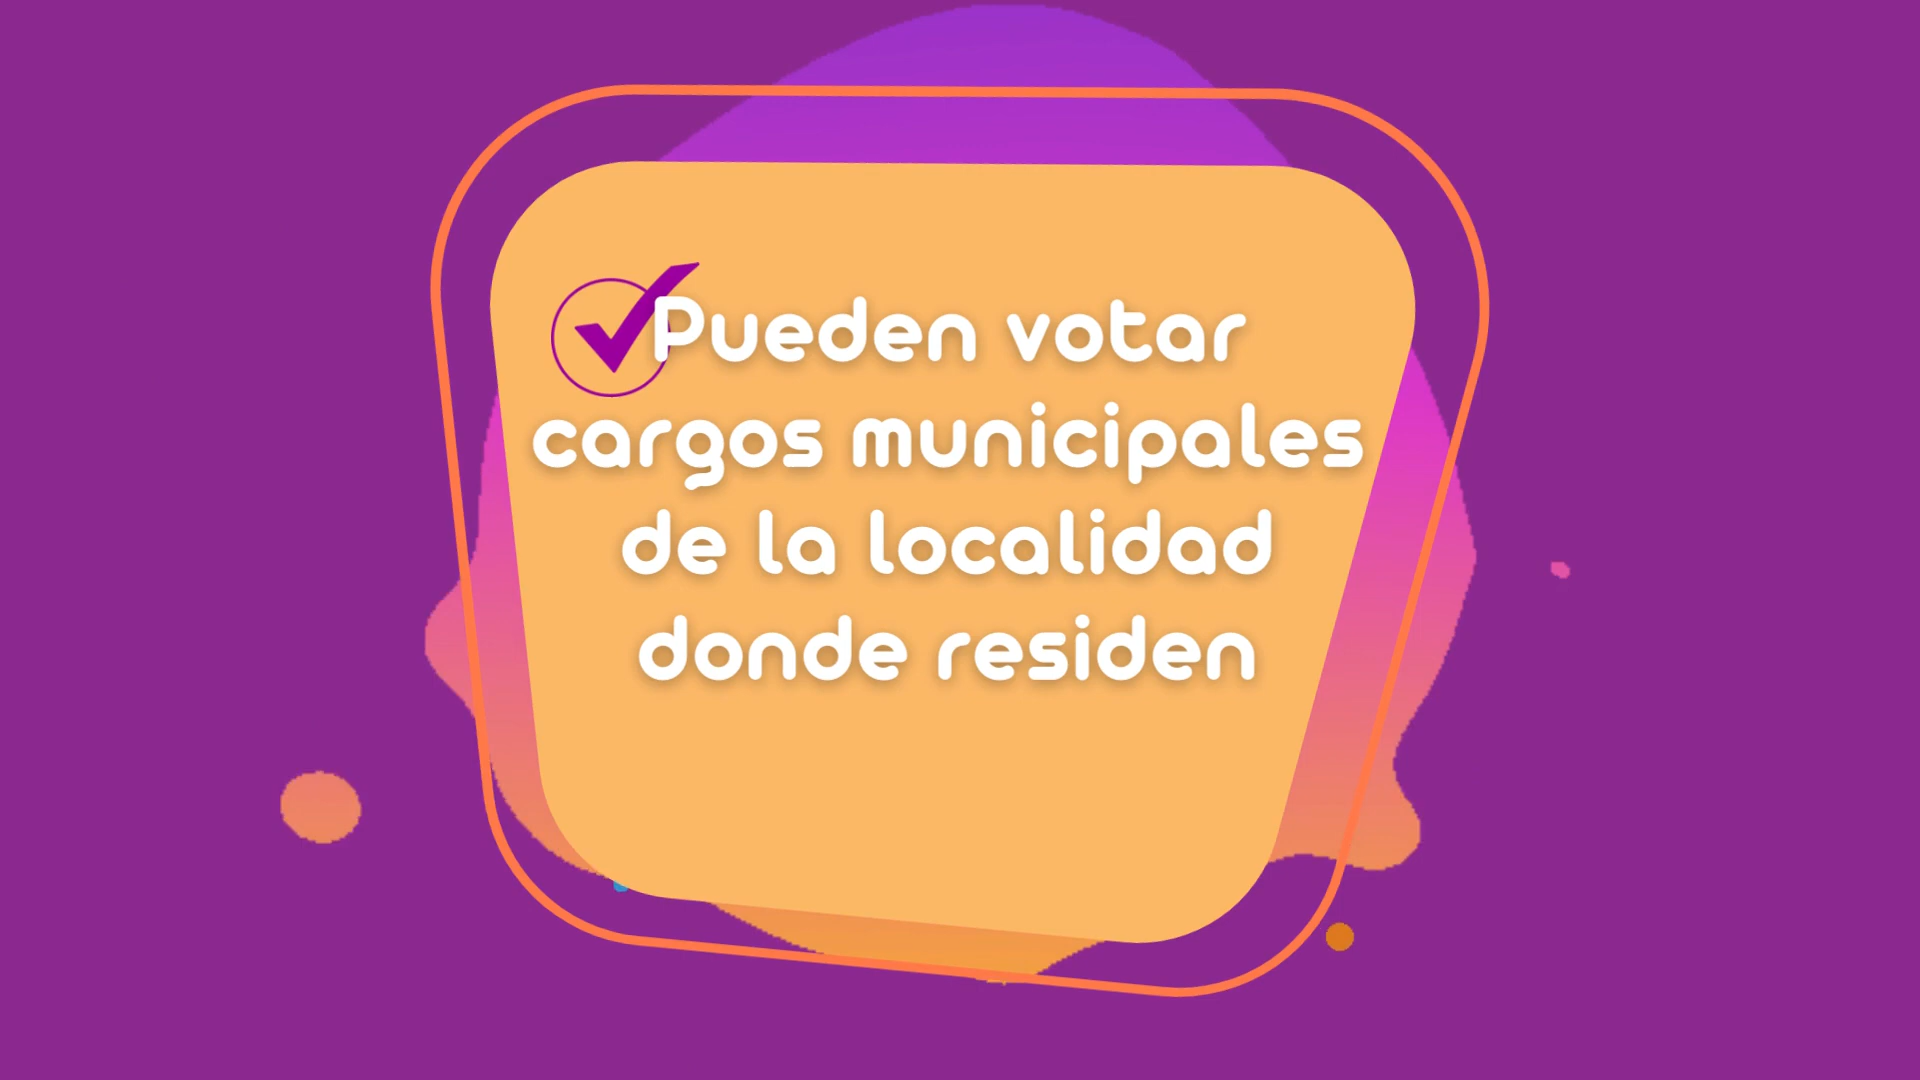 Pueden votar
cargos municipales
de la localidad
donde residen